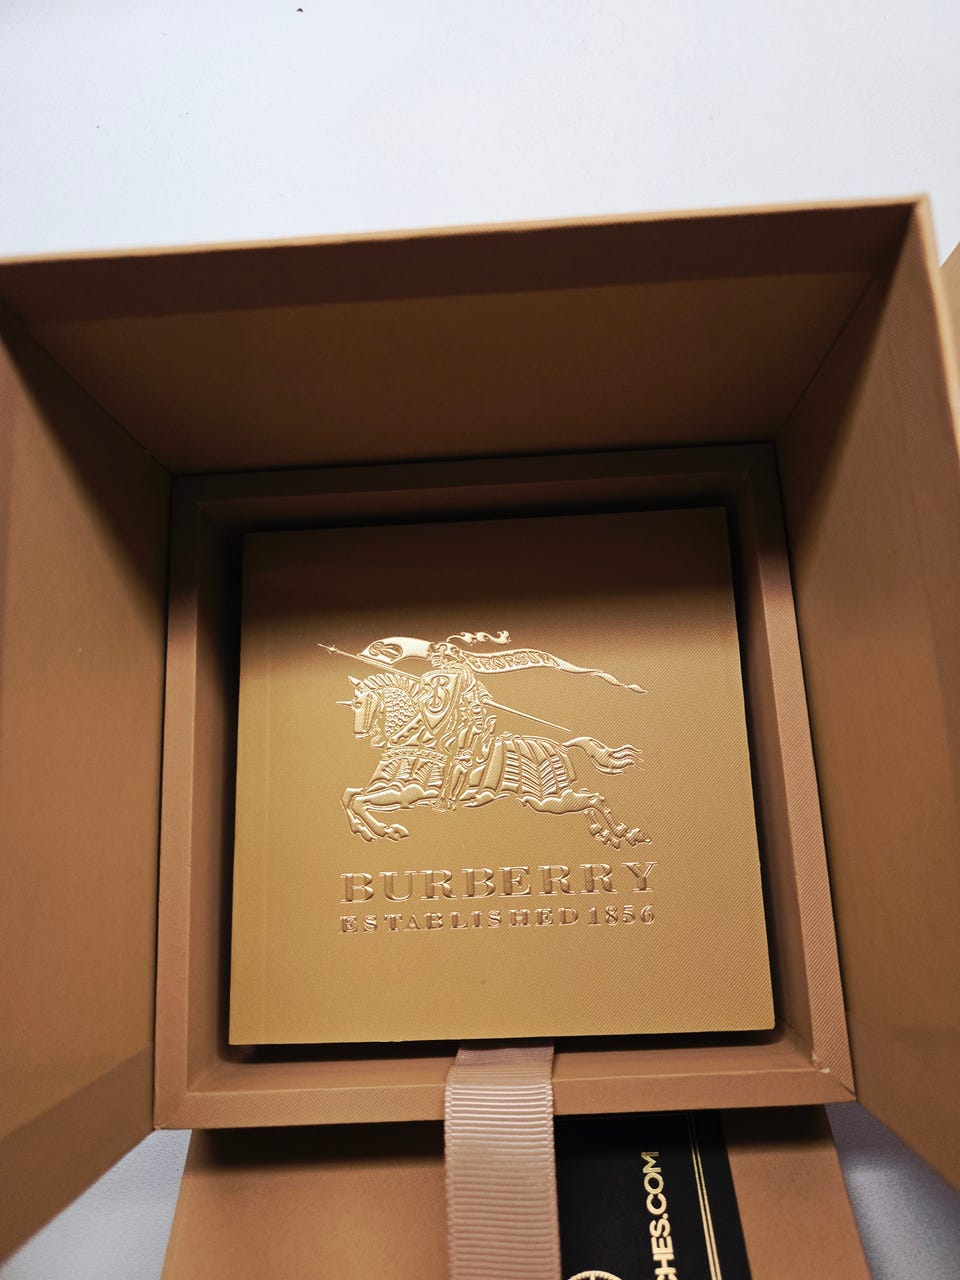 PRORSUM
BURBERRY
ESTABLISHED 1856
CHES.COM